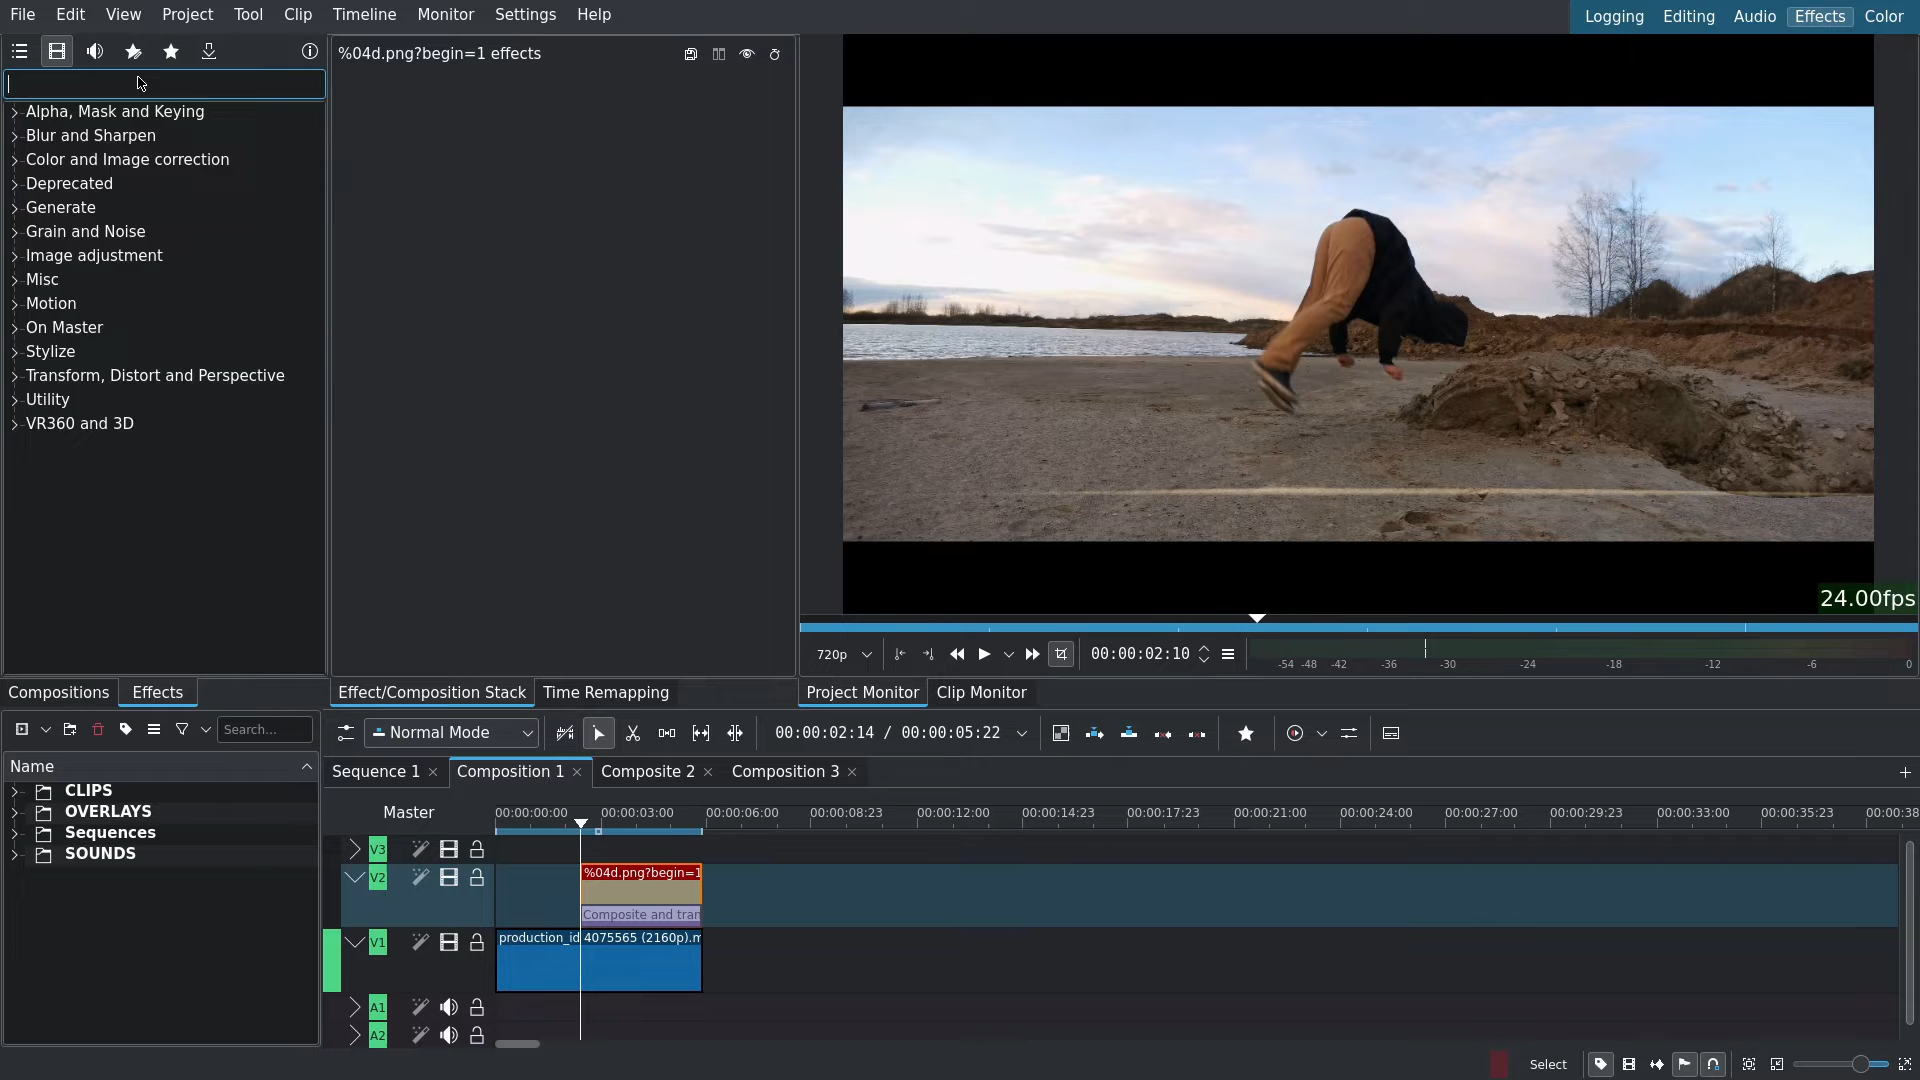 File Edit View Project Tool Clip Timeline Monitor Settings Help
Logging Editing Audio Effects Color
%04d.png?begin=1 effects
Alpha, Mask and Keying
Blur and Sharpen
Color and Image correction
Deprecated
Generate
Grain and Noise
Image adjustment
Misc
Motion
On Master
Stylize
Transform, Distort and Perspective
Utility
VR360 and 3D
24.00fps
720p
00:00:02:10
-54 -48 -42 -36 -30 -24 -18 -12 -6 0
Compositions Effects
Effect/Composition Stack Time Remapping
Project Monitor Clip Monitor
Search...
Name
CLIPS
OVERLAYS
Sequences
SOUNDS
Normal Mode
00:00:02:14 / 00:00:05:22
Sequence 1 Composition 1 Composite 2 Composition 3
Master
00:00:00:00 00:00:03:00 00:00:06:00 00:00:08:23 00:00:12:00 00:00:14:23 00:00:17:23 00:00:21:00 00:00:24:00 00:00:27:00 00:00:29:23 00:00:32:23 00:00:35:23 00:00:38
V3
V2
%04d.png?begin=1
Composite and tran
V1
production_id 4075565 (2160p).m
A1
A2
Select